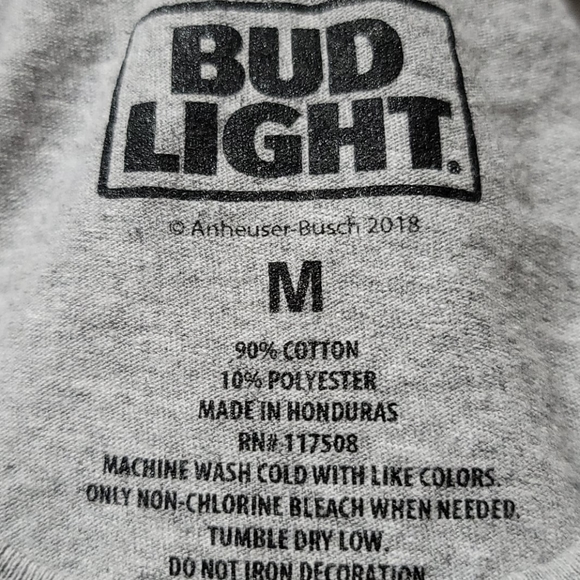 BUD
LIGHT®
© Anheuser-Busch 2018
M
90% COTTON
10% POLYESTER
MADE IN HONDURAS
RN# 117508
MACHINE WASH COLD WITH LIKE COLORS.
ONLY NON-CHLORINE BLEACH WHEN NEEDED.
TUMBLE DRY LOW.
DO NOT IRON DECORATION